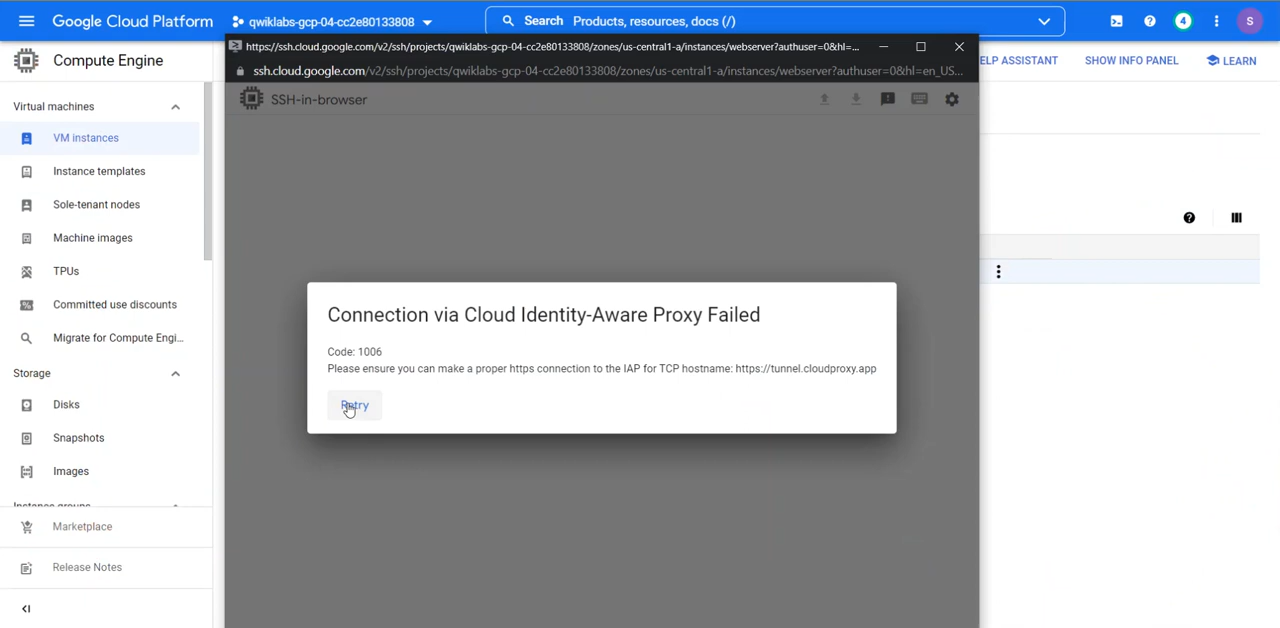 Google Cloud Platform
qwiklabs-gcp-04-cc2e80133808
Search Products, resources, docs (/)
4
S
https://ssh.cloud.google.com/v2/ssh/projects/qwiklabs-gcp-04-cc2e80133808/zones/us-central1-a/instances/webserver?authuser=0&hl=...
ssh.cloud.google.com/v2/ssh/projects/qwiklabs-gcp-04-cc2e80133808/zones/us-central1-a/instances/webserver?authuser=0&hl=en_US...
Compute Engine
ELP ASSISTANT
SHOW INFO PANEL
LEARN
SSH-in-browser
Virtual machines
VM instances
Instance templates
Sole-tenant nodes
Machine images
TPUs
Committed use discounts
Migrate for Compute Engi...
Storage
Disks
Snapshots
Images
Instance groups
Marketplace
Release Notes
Connection via Cloud Identity-Aware Proxy Failed
Code: 1006
Please ensure you can make a proper https connection to the IAP for TCP hostname: https://tunnel.cloudproxy.app
Retry